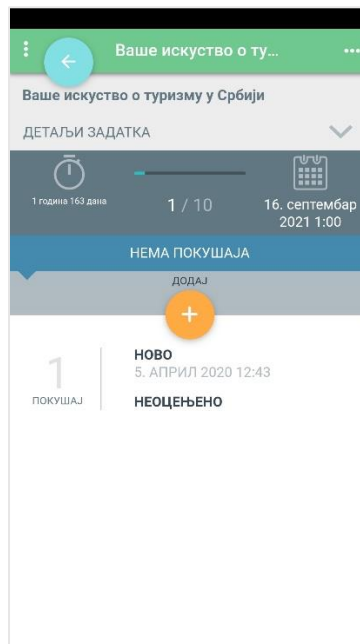 Ваше искуство о ту...
Ваше искуство о туризму у Србији
ДЕТАЉИ ЗАДАТКА
1 година 163 дана
1 / 10
16. септембар
2021 1:00
НЕМА ПОКУШАЈА
ДОДАЈ
1
ПОКУШАЈ
НОВО
5. АПРИЛ 2020 12:43
НЕОЦЕЊЕНО